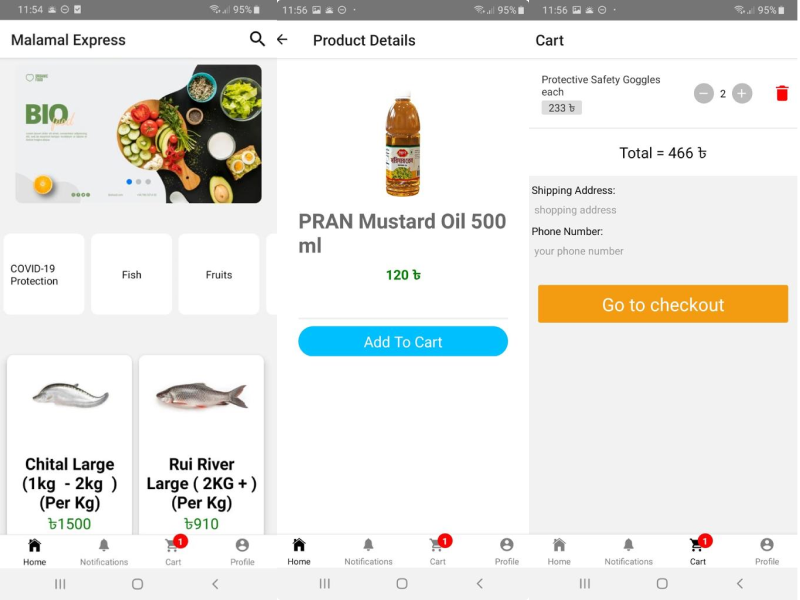 11:54
95%
Malamal Express
ORGANIC
FOOD
BIO
food
COVID-19
Protection
Fish
Fruits
Chital Large
(1kg - 2kg )
(Per Kg)
৳1500
Rui River
Large ( 2KG + )
(Per Kg)
৳910
Home
Notifications
1
Cart
Profile
11:56
95%
Product Details
PRAN Mustard Oil 500
ml
120 ৳
Add To Cart
Home
Notifications
1
Cart
Profile
11:56
95%
Cart
Protective Safety Goggles
each
233 ৳
2
Total = 466 ৳
Shipping Address:
shopping address
Phone Number:
your phone number
Go to checkout
Home
Notifications
1
Cart
Profile